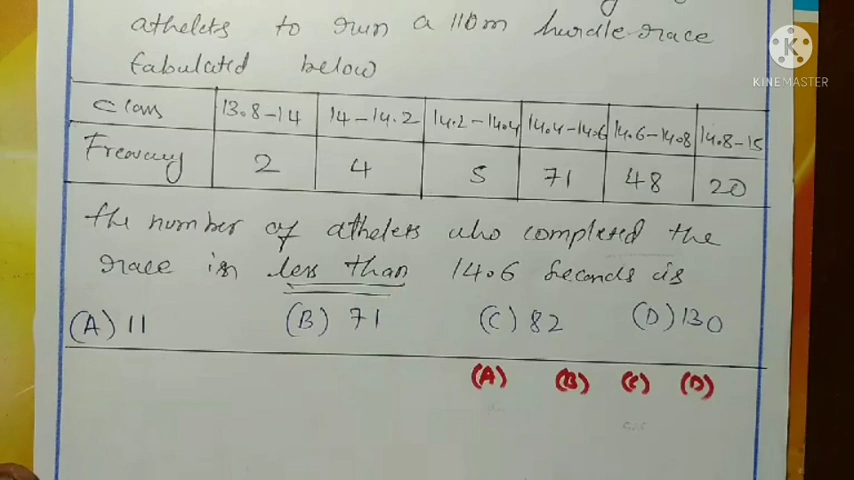 athelets to run a 110m hurdle-race
tabulated below
K
KINEMASTER
Class 13.8-14 14-14.2 14.2-14.4 14.4-14.6 14.6-14.8 14.8-15
2 4 5 71 48 20
the number of athelets who completed the
race in less than 14.6 seconds is
(A) 11 (B) 71 (C) 82 (D) 130
(A) (B) (C) (D)